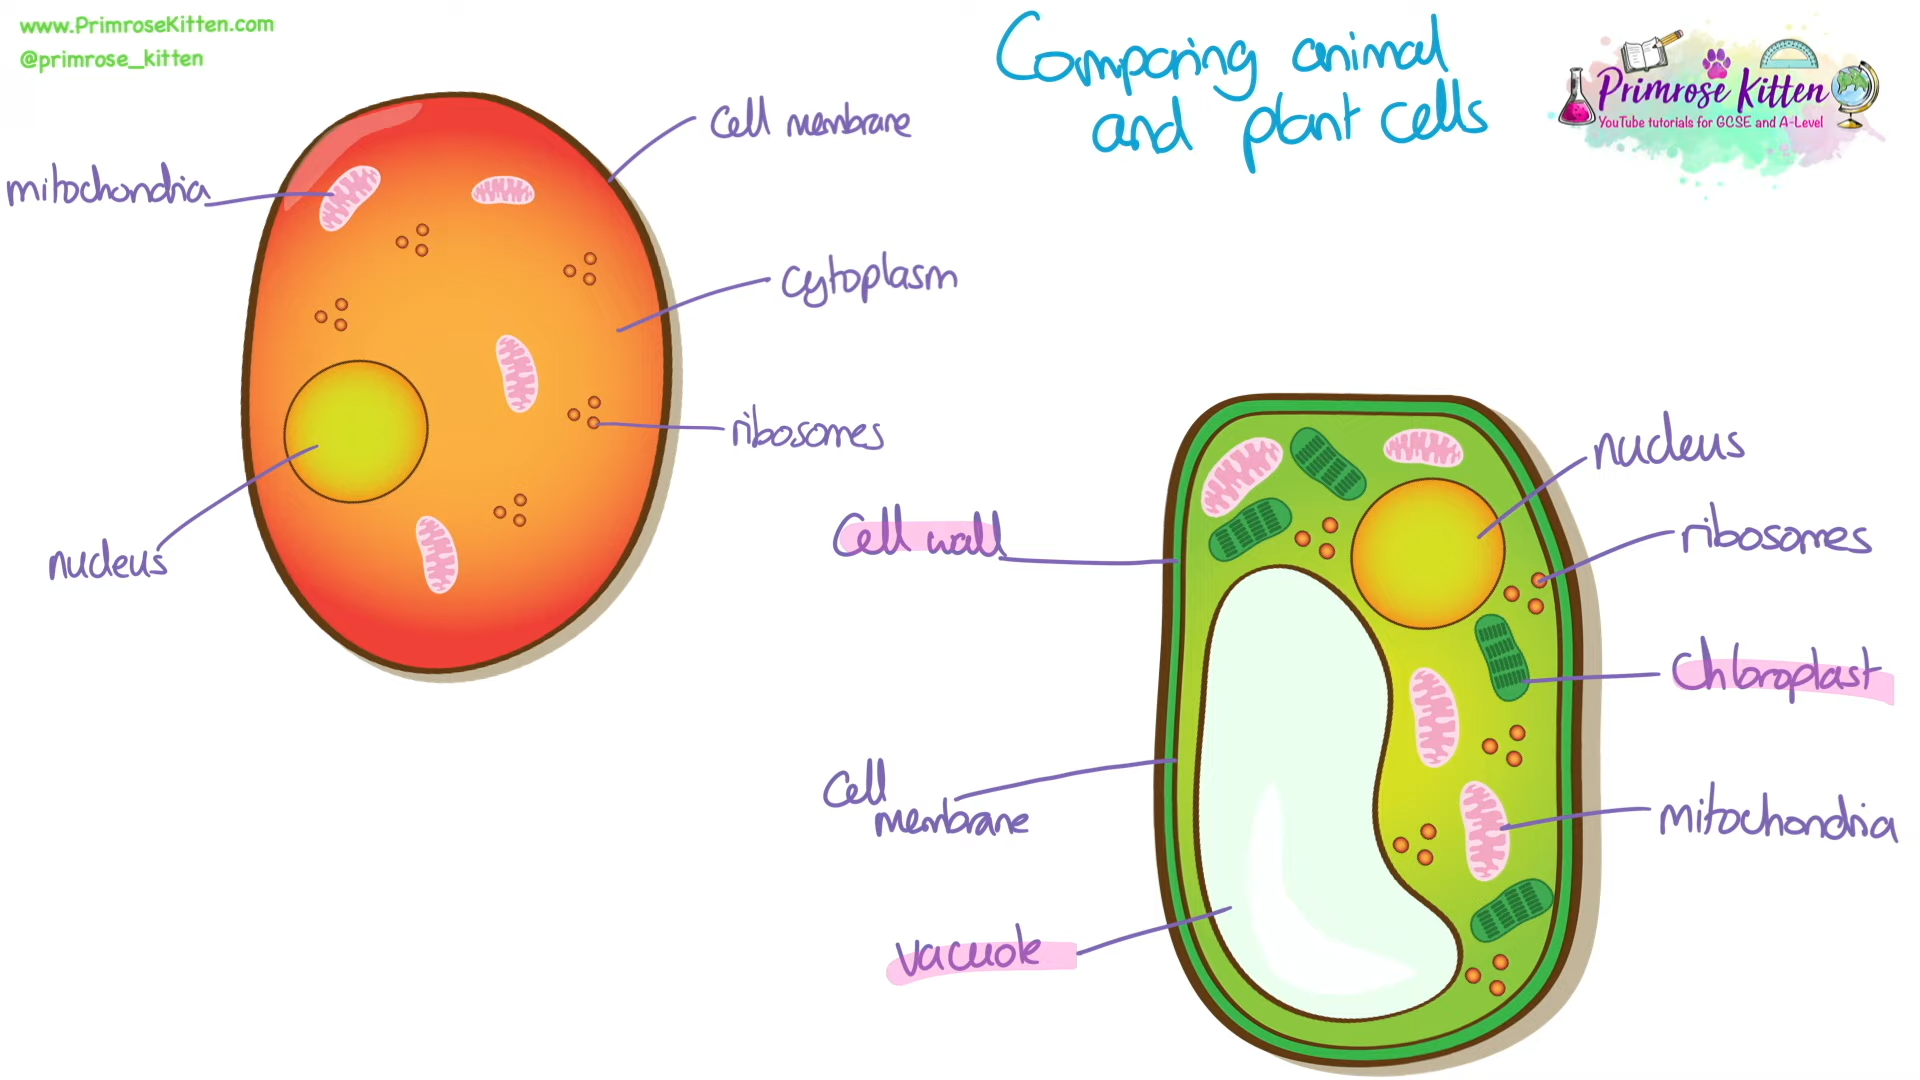 www.PrimroseKitten.com
@primrose_kitten
Comparing animal
and plant cells
Primrose Kitten
YouTube tutorials for GCSE and A-Level
cell membrane
mitochondria
cytoplasm
ribosomes
nucleus
nucleus
ribosomes
Cell wall
Chloroplast
Cell
membrane
mitochondria
vacuole